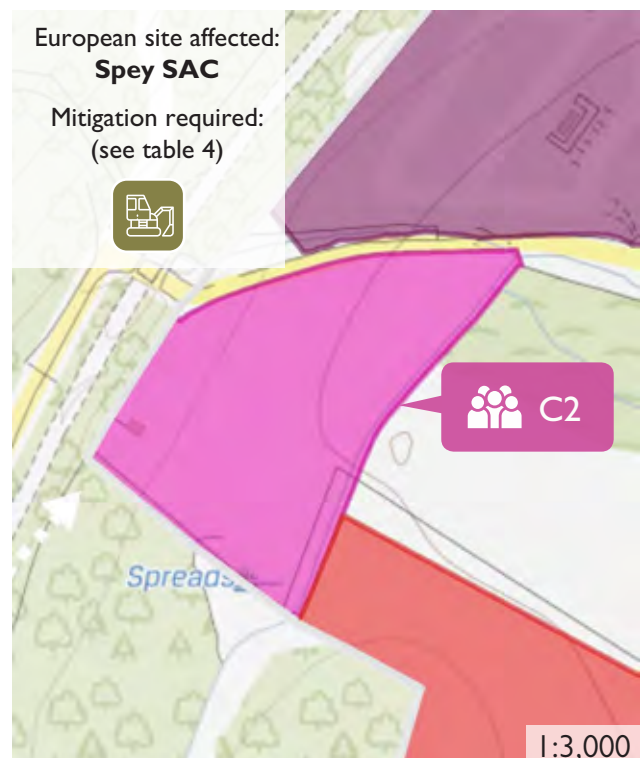 European site affected:
Spey SAC
Mitigation required:
(see table 4)
C2
1:3,000